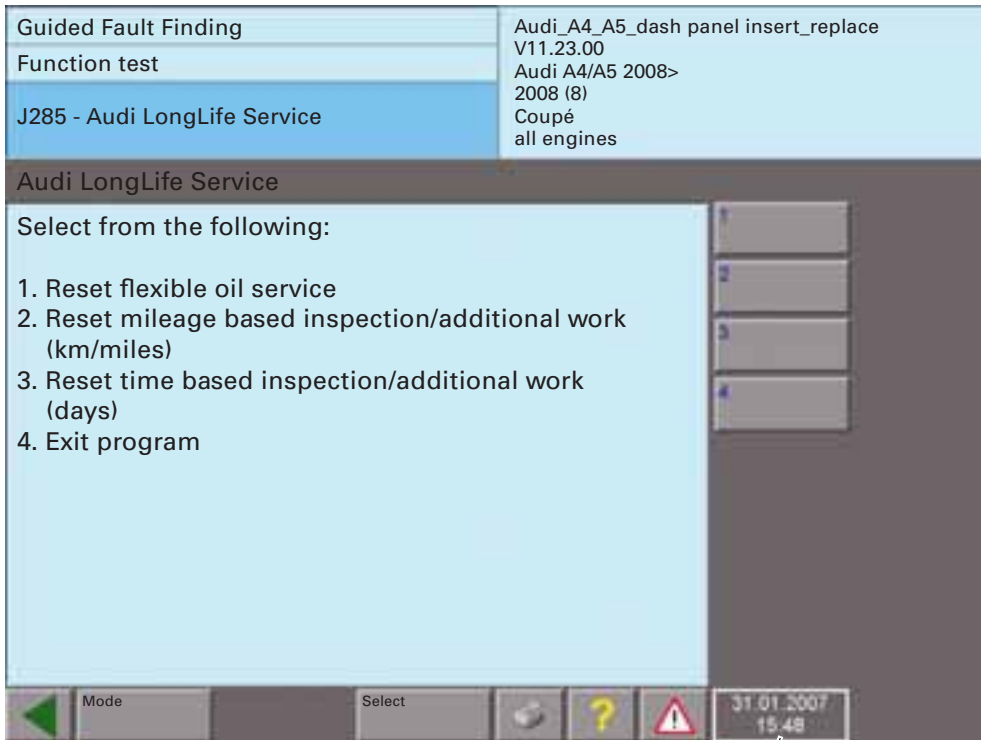 Guided Fault Finding
Function test
J285 - Audi LongLife Service
Audi_A4_A5_dash panel insert_replace
V11.23.00
Audi A4/A5 2008>
2008 (8)
Coupé
all engines
Audi LongLife Service
Select from the following:
1. Reset flexible oil service
2. Reset mileage based inspection/additional work
(km/miles)
3. Reset time based inspection/additional work
(days)
4. Exit program
1
2
3
4
Mode
Select
?
!
31.01.2007
15:48